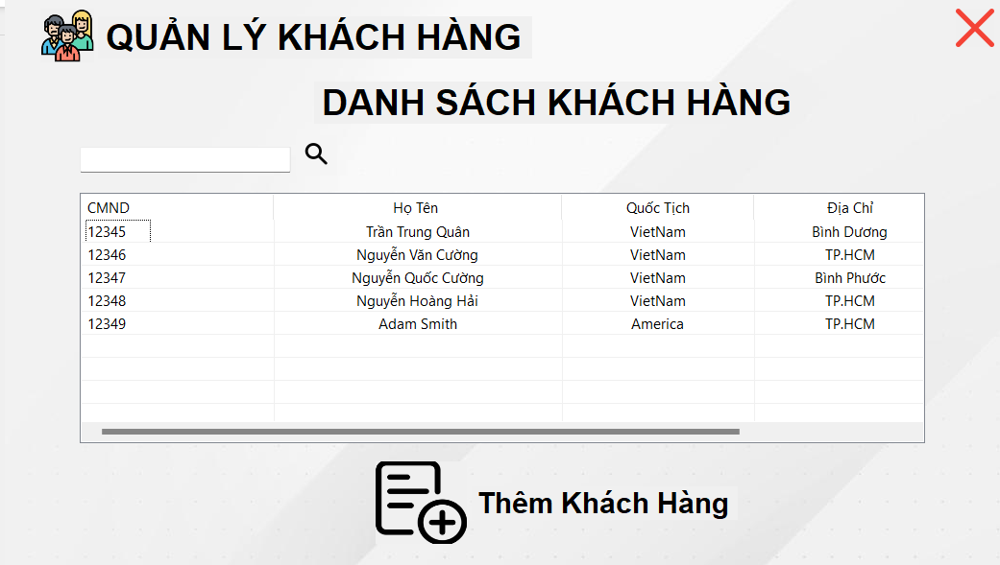 QUẢN LÝ KHÁCH HÀNG
DANH SÁCH KHÁCH HÀNG
CMND Họ Tên Quốc Tịch Địa Chỉ
12345 Trần Trung Quân VietNam Bình Dương
12346 Nguyễn Văn Cường VietNam TP.HCM
12347 Nguyễn Quốc Cường VietNam Bình Phước
12348 Nguyễn Hoàng Hải VietNam TP.HCM
12349 Adam Smith America TP.HCM
Thêm Khách Hàng